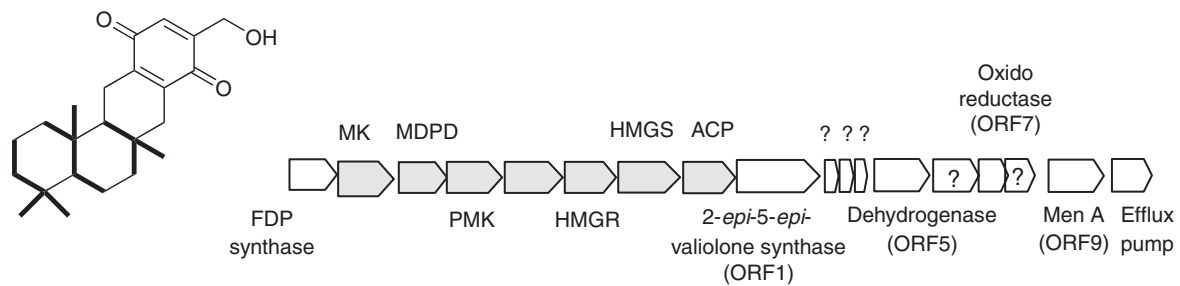 O
OH
O
Oxido
reductase
(ORF7)
MK
MDPD
HMGS
ACP
? ? ?
? ?
FDP
synthase
PMK
HMGR
2-epi-5-epi-
valiolone synthase
(ORF1)
Dehydrogenase
(ORF5)
Men A
(ORF9)
Efflux
pump